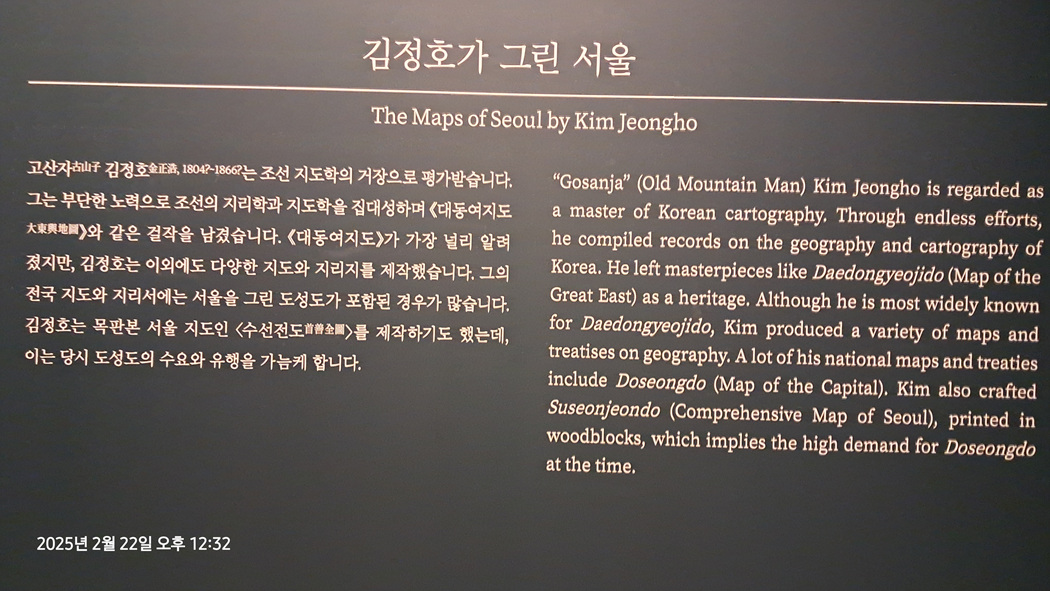 김정호가 그린 서울
The Maps of Seoul by Kim Jeongho
고산자古山子 김정호金正浩, 1804?-1866?는 조선 지도학의 거장으로 평가받습니다.
그는 부단한 노력으로 조선의 지리학과 지도학을 집대성하며 《대동여지도
大東輿地圖》와 같은 걸작을 남겼습니다. 《대동여지도》가 가장 널리 알려
졌지만, 김정호는 이외에도 다양한 지도와 지리지를 제작했습니다. 그의
전국 지도와 지리서에는 서울을 그린 도성도가 포함된 경우가 많습니다.
김정호는 목판본 서울 지도인 〈수선전도首善全圖〉를 제작하기도 했는데,
이는 당시 도성도의 수요와 유행을 가늠케 합니다.
“Gosanja” (Old Mountain Man) Kim Jeongho is regarded as
a master of Korean cartography. Through endless efforts,
he compiled records on the geography and cartography of
Korea. He left masterpieces like Daedongyeojido (Map of the
Great East) as a heritage. Although he is most widely known
for Daedongyeojido, Kim produced a variety of maps and
treatises on geography. A lot of his national maps and treaties
include Doseongdo (Map of the Capital). Kim also crafted
Suseonjeondo (Comprehensive Map of Seoul), printed in
woodblocks, which implies the high demand for Doseongdo
at the time.
2025년 2월 22일 오후 12:32